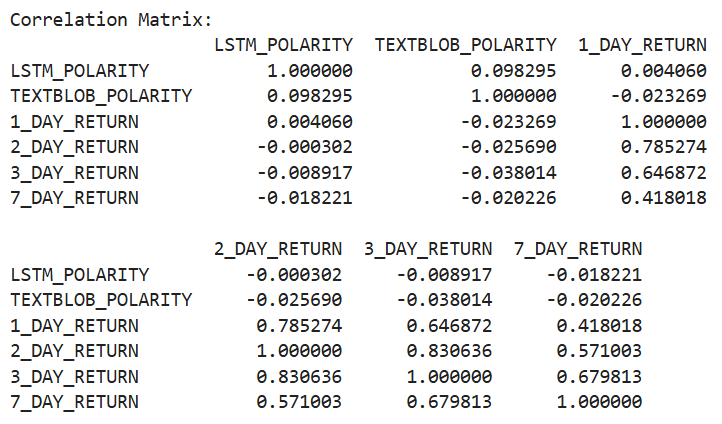 Correlation Matrix:
LSTM_POLARITY TEXTBLOB_POLARITY 1_DAY_RETURN
LSTM_POLARITY 1.000000 0.098295 0.004060
TEXTBLOB_POLARITY 0.098295 1.000000 -0.023269
1_DAY_RETURN 0.004060 -0.023269 1.000000
2_DAY_RETURN -0.000302 -0.025690 0.785274
3_DAY_RETURN -0.008917 -0.038014 0.646872
7_DAY_RETURN -0.018221 -0.020226 0.418018
2_DAY_RETURN 3_DAY_RETURN 7_DAY_RETURN
LSTM_POLARITY -0.000302 -0.008917 -0.018221
TEXTBLOB_POLARITY -0.025690 -0.038014 -0.020226
1_DAY_RETURN 0.785274 0.646872 0.418018
2_DAY_RETURN 1.000000 0.830636 0.571003
3_DAY_RETURN 0.830636 1.000000 0.679813
7_DAY_RETURN 0.571003 0.679813 1.000000